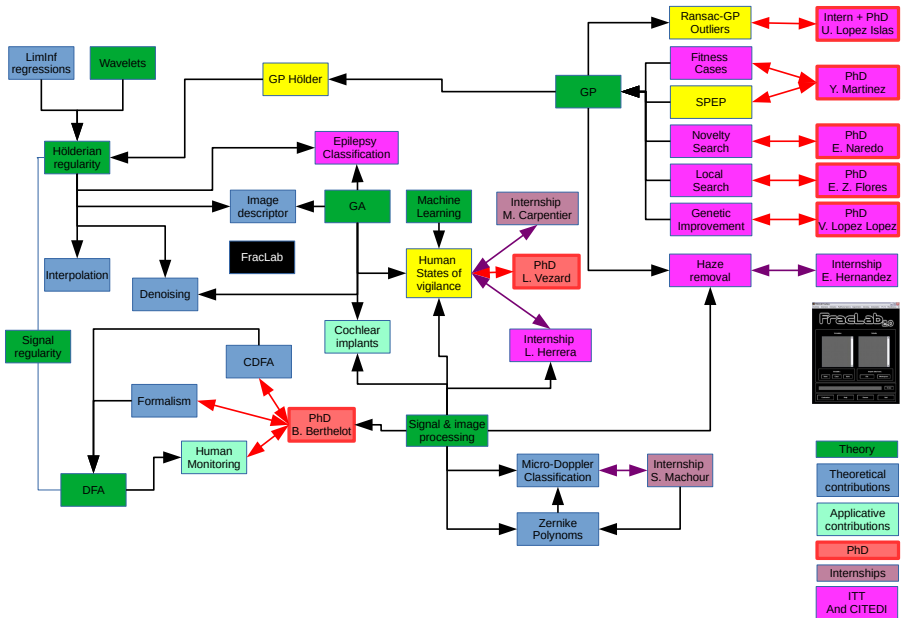 Ransac-GP
Outliers
Intern + PhD
U. Lopez Islas
LimInf
regressions
Wavelets
GP Hölder
GP
Fitness
Cases
PhD
Y. Martinez
SPEP
Hölderian
regularity
Epilepsy
Classification
Novelty
Search
PhD
E. Naredo
Image
descriptor
GA
Machine
Learning
Internship
M. Carpentier
Local
Search
PhD
E. Z. Flores
Genetic
Improvement
PhD
V. Lopez Lopez
FracLab
Interpolation
Denoising
Human
States of
vigilance
PhD
L. Vezard
Haze
removal
Internship
E. Hernandez
Signal
regularity
Cochlear
implants
Internship
L. Herrera
FracLab
2.0
CDFA
Formalism
PhD
B. Berthelot
Signal & image
processing
Human
Monitoring
DFA
Micro-Doppler
Classification
Internship
S. Machour
Zernike
Polynoms
Theory
Theoretical
contributions
Applicative
contributions
PhD
Internships
ITT
And CITEDI